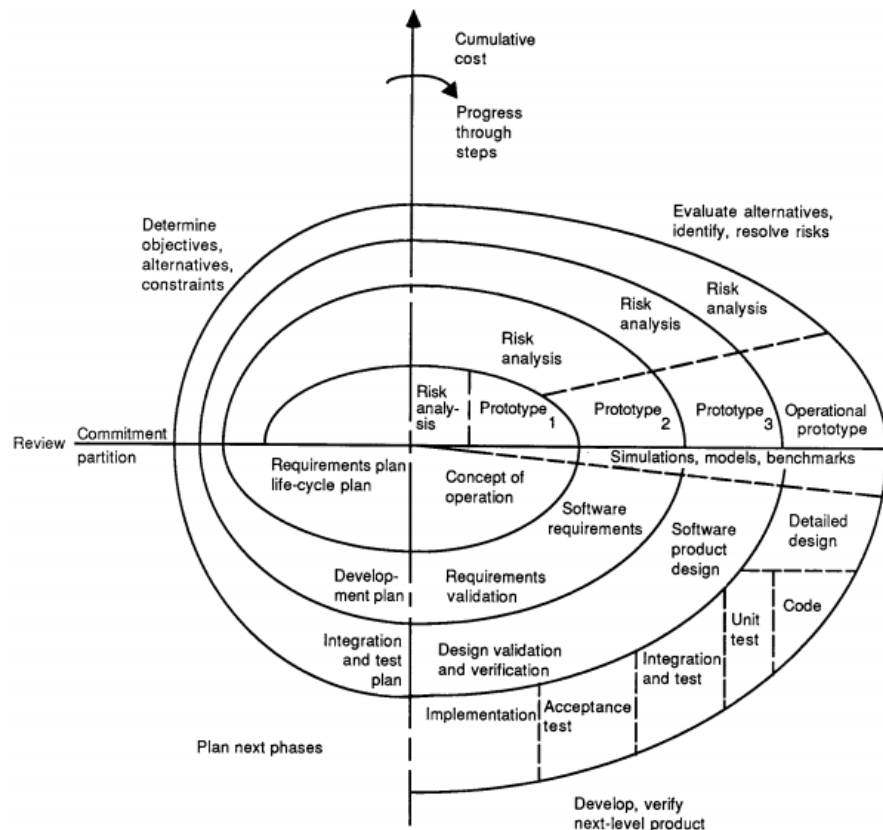 Cumulative
cost
Progress
through
steps
Determine
objectives,
alternatives,
constraints
Evaluate alternatives,
identify, resolve risks
Risk
analysis
Risk
analysis
Risk
analysis
Risk
analy-
sis
Prototype 1
Prototype 2
Prototype 3
Operational
prototype
Review
Commitment
partition
Simulations, models, benchmarks
Requirements plan
life-cycle plan
Concept of
operation
Software
requirements
Software
product
design
Detailed
design
Develop-
ment plan
Requirements
validation
Code
Unit
test
Integration
and test
plan
Design validation
and verification
Integration
and test
Acceptance
test
Implementation
Plan next phases
Develop, verify
next-level product